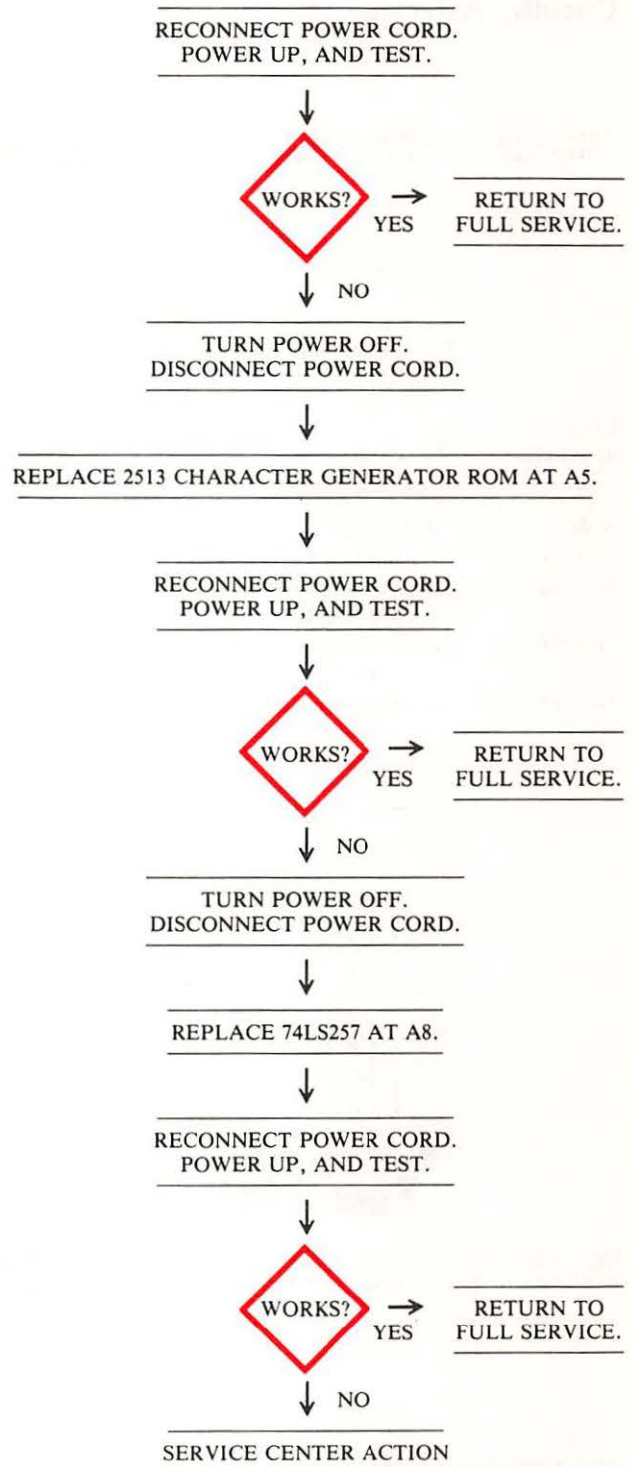 RECONNECT POWER CORD.
POWER UP, AND TEST.
WORKS?
YES
RETURN TO
FULL SERVICE.
NO
TURN POWER OFF.
DISCONNECT POWER CORD.
REPLACE 2513 CHARACTER GENERATOR ROM AT A5.
RECONNECT POWER CORD.
POWER UP, AND TEST.
WORKS?
YES
RETURN TO
FULL SERVICE.
NO
TURN POWER OFF.
DISCONNECT POWER CORD.
REPLACE 74LS257 AT A8.
RECONNECT POWER CORD.
POWER UP, AND TEST.
WORKS?
YES
RETURN TO
FULL SERVICE.
NO
SERVICE CENTER ACTION